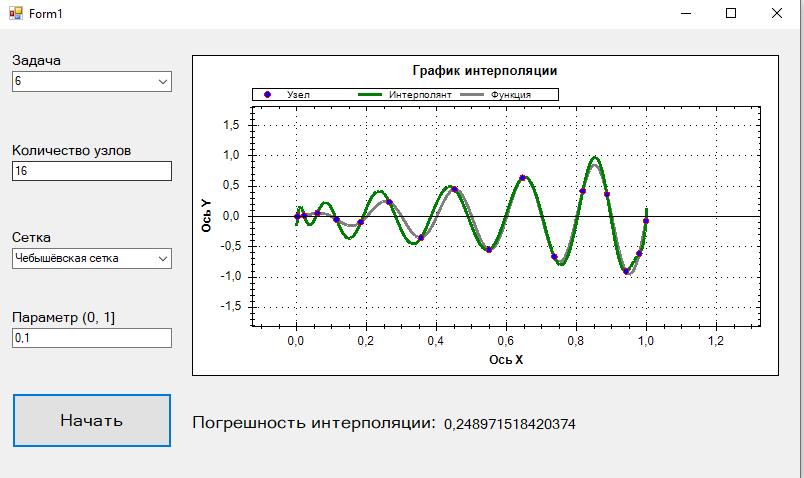 Form1
Задача
6
Количество узлов
16
Сетка
Чебышёвская сетка
Параметр (0, 1]
0,1
Начать
График интерполяции
Узел Интерполянт Функция
Ось Y
1,5
1,0
0,5
0,0
-0,5
-1,0
-1,5
0,0 0,2 0,4 0,6 0,8 1,0 1,2
Ось X
Погрешность интерполяции: 0,248971518420374